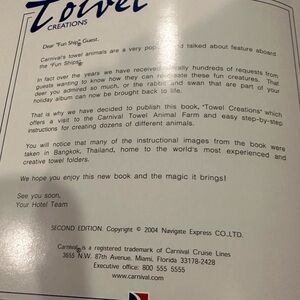 Towel
CREATIONS
Dear "Fun Ship" Guest,
Carnival's towel animals are a very and talked about feature aboard
the "Fun Ships".
In fact over the years we have received hundreds of requests from
guests wanting to know how they can create these fun creatures. That
deer you admired so much, or the rabbit and swan that are part of your
holiday album can now be brought back to life.
That is why we have decided to publish this book, "Towel Creations" which
offers a visit to the Carnival Towel Animal Farm and easy step-by-step
instructions for creating dozens of different animals.
You will notice that many of the instructional images from the book were
taken in Bangkok, Thailand, home to the world's most experienced and
creative towel folders.
We hope you enjoy this new book and the magic it brings!
See you soon,
Your Hotel Team
SECOND EDITION. Copyright © 2004 Navigate Express CO.,LTD.
Carnival® is a registered trademark of Carnival Cruise Lines
3655 N.W. 87th Avenue, Miami, Florida 33178-2428
Executive office: 800 555 5555
www.carnival.com